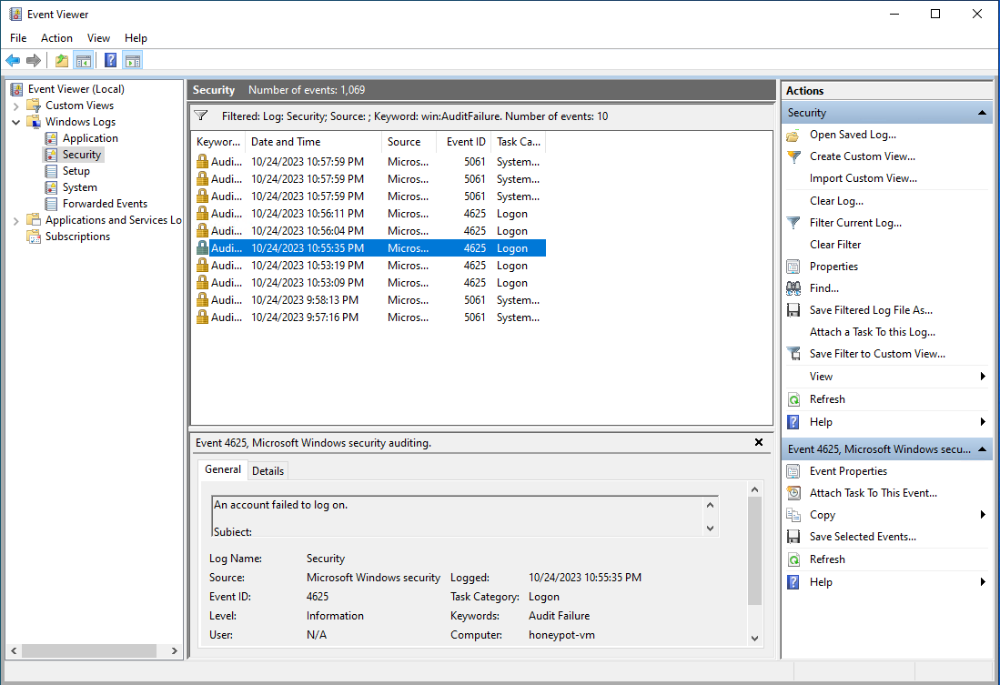 Event Viewer
File Action View Help
Event Viewer (Local)
Custom Views
Windows Logs
Application
Security
Setup
System
Forwarded Events
Applications and Services Lo
Subscriptions
Security Number of events: 1,069
Filtered: Log: Security; Source: ; Keyword: win:AuditFailure. Number of events: 10
Keywor... Date and Time Source Event ID Task Ca...
Audi... 10/24/2023 10:57:59 PM Micros... 5061 System...
Audi... 10/24/2023 10:57:59 PM Micros... 5061 System...
Audi... 10/24/2023 10:57:59 PM Micros... 5061 System...
Audi... 10/24/2023 10:56:11 PM Micros... 4625 Logon
Audi... 10/24/2023 10:56:04 PM Micros... 4625 Logon
Audi... 10/24/2023 10:55:35 PM Micros... 4625 Logon
Audi... 10/24/2023 10:53:19 PM Micros... 4625 Logon
Audi... 10/24/2023 10:53:09 PM Micros... 4625 Logon
Audi... 10/24/2023 9:58:13 PM Micros... 5061 System...
Audi... 10/24/2023 9:57:16 PM Micros... 5061 System...
Event 4625, Microsoft Windows security auditing.
General Details
An account failed to log on.
Subject:
Log Name: Security
Source: Microsoft Windows security Logged: 10/24/2023 10:55:35 PM
Event ID: 4625 Task Category: Logon
Level: Information Keywords: Audit Failure
User: N/A Computer: honeypot-vm
Actions
Security
Open Saved Log...
Create Custom View...
Import Custom View...
Clear Log...
Filter Current Log...
Clear Filter
Properties
Find...
Save Filtered Log File As...
Attach a Task To this Log...
Save Filter to Custom View...
View
Refresh
Help
Event 4625, Microsoft Windows secu...
Event Properties
Attach Task To This Event...
Copy
Save Selected Events...
Refresh
Help